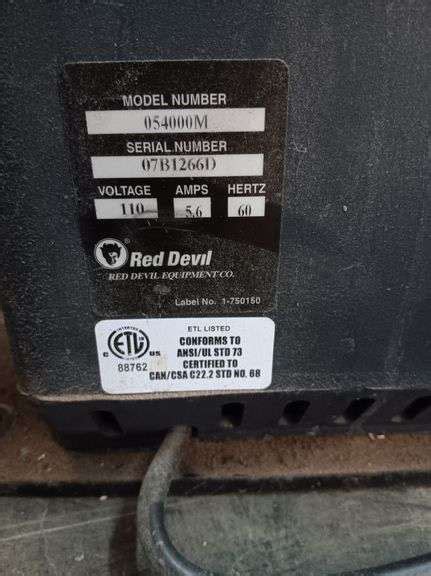 MODEL NUMBER
054000M
SERIAL NUMBER
07B1266D
VOLTAGE AMPS HERTZ
110 5.6 60
Red Devil
RED DEVIL EQUIPMENT CO.
Label No. 1-750150
ETL LISTED
CONFORMS TO
ANSI/UL STD 73
CERTIFIED TO
CAN/CSA C22.2 STD NO. 68
C ETL US
88762